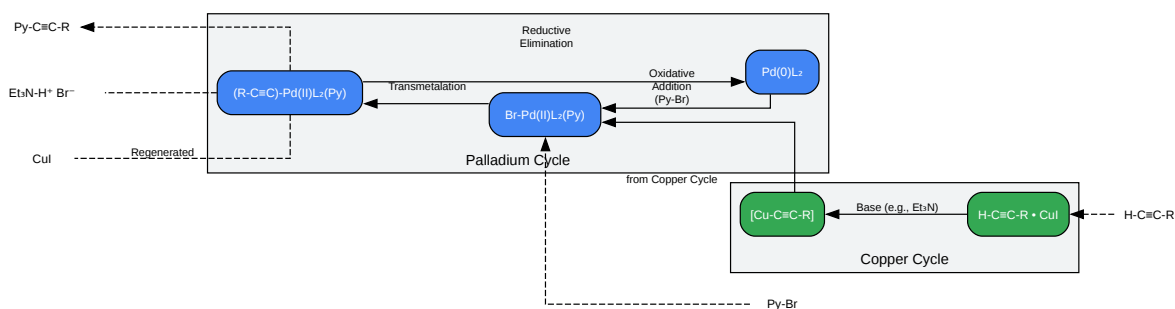 Py-C≡C-R
Reductive
Elimination
Pd(0)L₂
Oxidative
Addition
(Py-Br)
Transmetalation
(R-C≡C)-Pd(II)L₂(Py)
Et₃N-H⁺ Br⁻
Br-Pd(II)L₂(Py)
CuI
Regenerated
Palladium Cycle
from Copper Cycle
[Cu-C≡C-R]
Base (e.g., Et₃N)
H-C≡C-R • CuI
H-C≡C-R
Copper Cycle
Py-Br